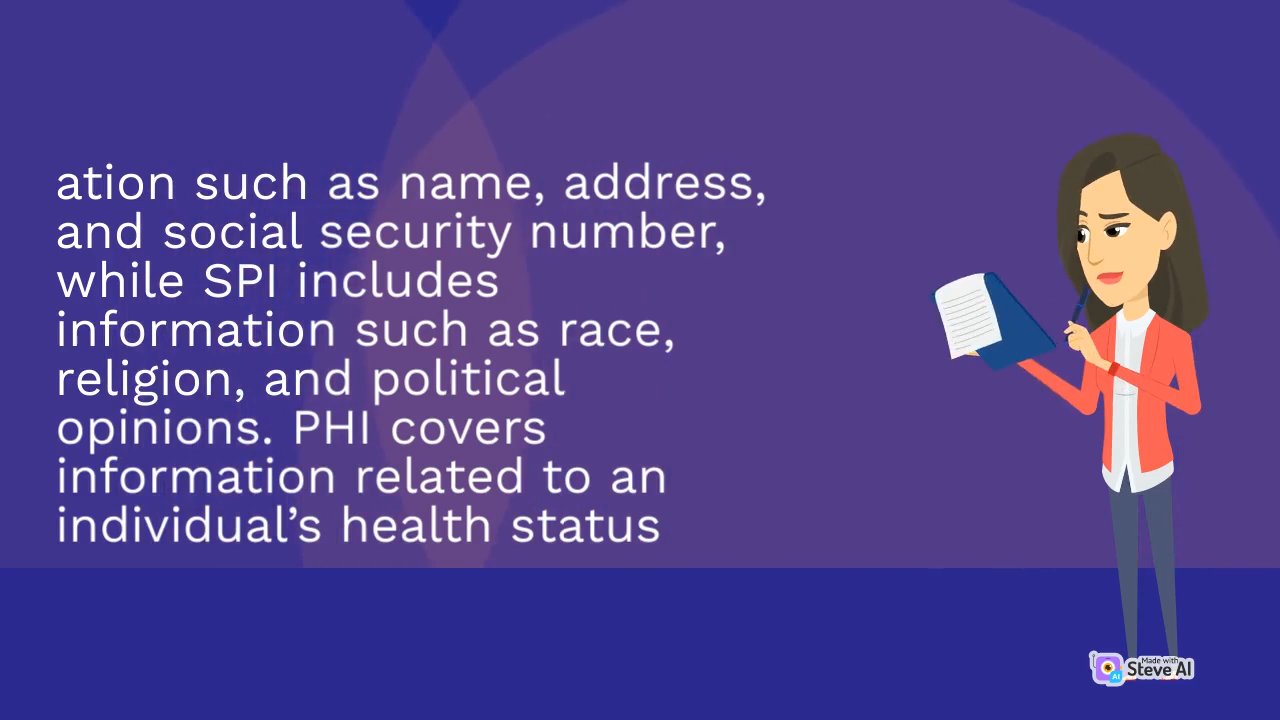 ation such as name, address,
and social security number,
while SPI includes
information such as race,
religion, and political
opinions. PHI covers
information related to an
individual’s health status
Made with
Steve AI
AI